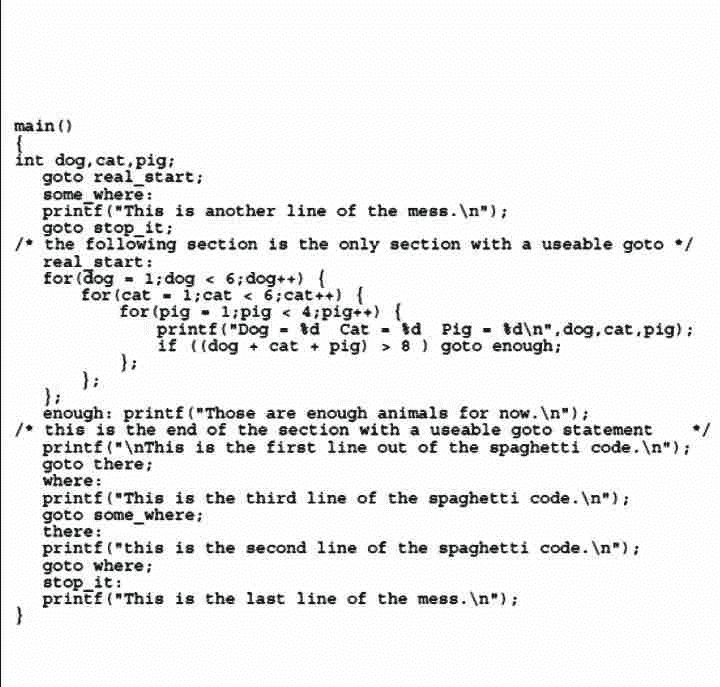 main()
{
int dog,cat,pig;
goto real_start;
some_where:
printf("This is another line of the mess.\n");
goto stop_it;
/* the following section is the only section with a useable goto */
real_start:
for(dog = 1;dog < 6;dog++) {
for(cat = 1;cat < 6;cat++) {
for(pig = 1;pig < 4;pig++) {
printf("Dog = %d  Cat = %d  Pig = %d\n",dog,cat,pig);
if ((dog + cat + pig) > 8 ) goto enough;
};
};
};
enough: printf("Those are enough animals for now.\n");
/* this is the end of the section with a useable goto statement    */
printf("\nThis is the first line out of the spaghetti code.\n");
goto there;
where:
printf("This is the third line of the spaghetti code.\n");
goto some_where;
there:
printf("this is the second line of the spaghetti code.\n");
goto where;
stop_it:
printf("This is the last line of the mess.\n");
}